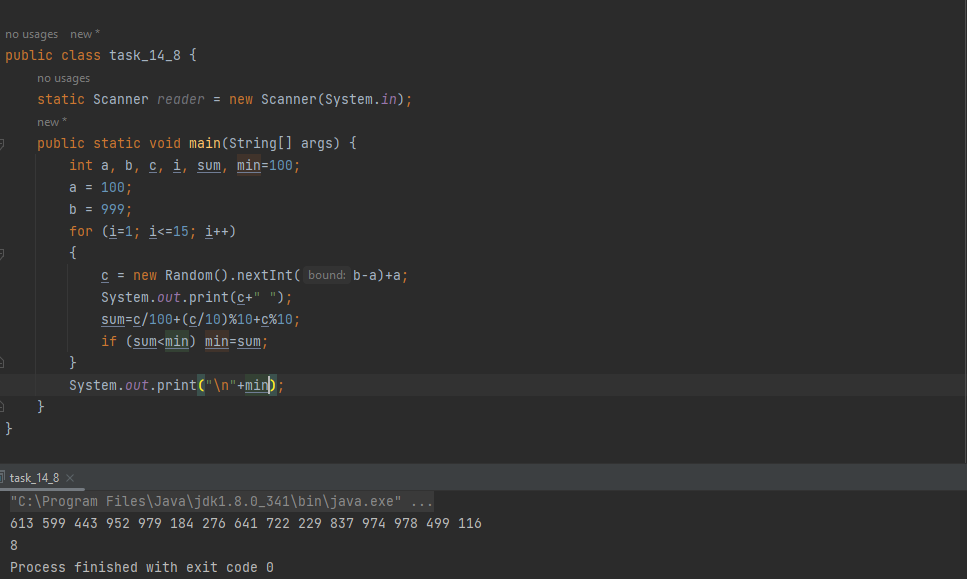 no usages new *
public class task_14_8 {
no usages
static Scanner reader = new Scanner(System.in);
new *
public static void main(String[] args) {
int a, b, c, i, sum, min=100;
a = 100;
b = 999;
for (i=1; i<=15; i++)
{
c = new Random().nextInt( bound: b-a)+a;
System.out.print(c+" ");
sum=c/100+(c/10)%10+c%10;
if (sum<min) min=sum;
}
System.out.print("\n"+min);
}
}
task_14_8 ×
"C:\Program Files\Java\jdk1.8.0_341\bin\java.exe" ...
613 599 443 952 979 184 276 641 722 229 837 974 978 499 116
8
Process finished with exit code 0